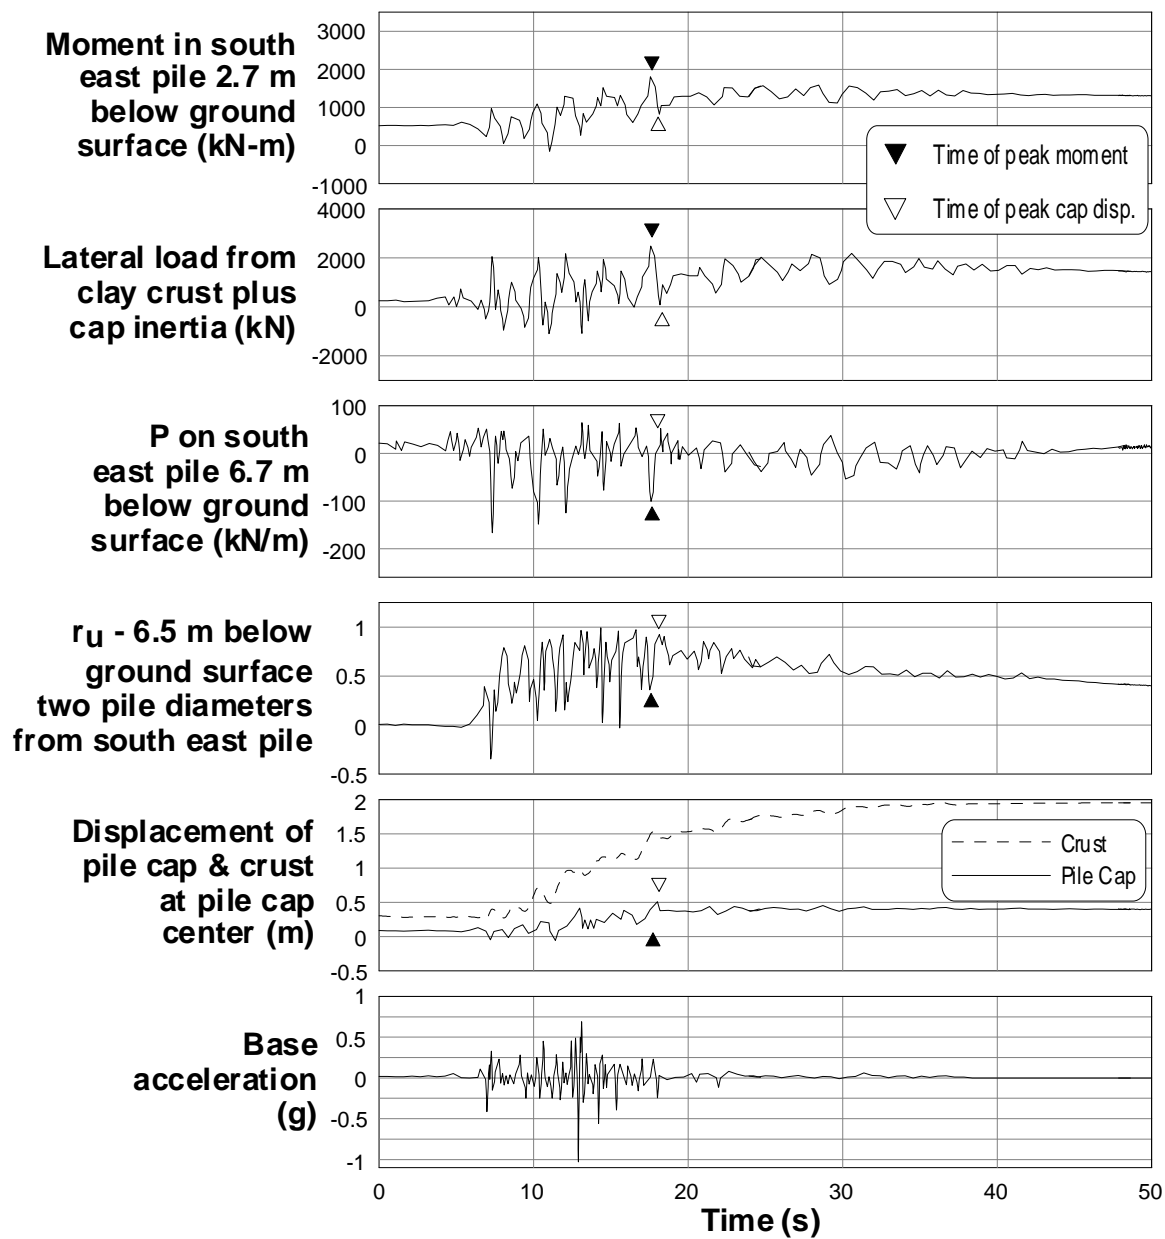 Moment in south
east pile 2.7 m
below ground
surface (kN-m)
3000
2000
1000
0
-1000
Time of peak moment
Time of peak cap disp.
Lateral load from
clay crust plus
cap inertia (kN)
4000
2000
0
-2000
P on south
east pile 6.7 m
below ground
surface (kN/m)
100
0
-100
-200
ru - 6.5 m below
ground surface
two pile diameters
from south east pile
1
0.5
0
-0.5
Displacement of
pile cap & crust
at pile cap
center (m)
2
1.5
1
0.5
0
-0.5
Crust
Pile Cap
Base
acceleration
(g)
1
0.5
0
-0.5
-1
0 10 20 30 40 50
Time (s)